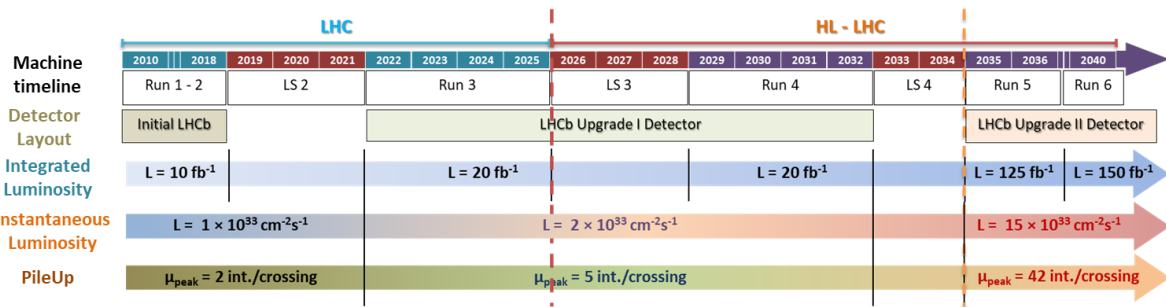 LHC
HL - LHC
Machine timeline
2010 2018 2019 2020 2021 2022 2023 2024 2025 2026 2027 2028 2029 2030 2031 2032 2033 2034 2035 2036 2040
Run 1 - 2
LS 2
Run 3
LS 3
Run 4
LS 4
Run 5
Run 6
Detector Layout
Initial LHCb
LHCb Upgrade I Detector
LHCb Upgrade II Detector
Integrated Luminosity
L = 10 fb⁻¹
L = 20 fb⁻¹
L = 20 fb⁻¹
L = 125 fb⁻¹
L = 150 fb⁻¹
nstantaneous Luminosity
L = 1 × 10³³ cm⁻²s⁻¹
L = 2 × 10³³ cm⁻²s⁻¹
L = 15 × 10³³ cm⁻²s⁻¹
PileUp
μpeak = 2 int./crossing
μpeak = 5 int./crossing
μpeak = 42 int./crossing